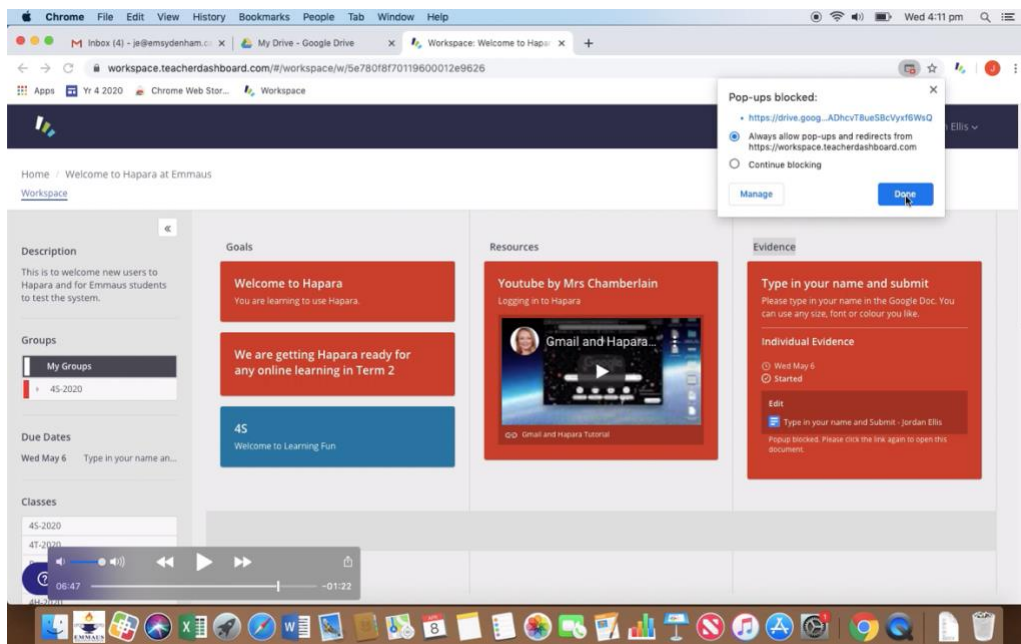 Chrome File Edit View History Bookmarks People Tab Window Help Wed 4:11 pm
Inbox (4) - je@emsydenham.c
My Drive - Google Drive
Workspace: Welcome to Hapar
workspace.teacherdashboard.com/#/workspace/w/5e780f8f70119600012e9626
J
Apps Yr 4 2020 Chrome Web Stor... Workspace
Pop-ups blocked:
https://drive.goog...ADhcvT8ueSBcVyxf6WsQ
Always allow pop-ups and redirects from
https://workspace.teacherdashboard.com
Continue blocking
Manage
Done
Ellis
Home / Welcome to Hapara at Emmaus
Workspace
Description
This is to welcome new users to
Hapara and for Emmaus students
to test the system.
Groups
My Groups
4S-2020
Due Dates
Wed May 6 Type in your name an...
Classes
4S-2020
4T-2020
4H-2020
Goals
Welcome to Hapara
You are learning to use Hapara.
We are getting Hapara ready for
any online learning in Term 2
4S
Welcome to Learning Fun
Resources
Youtube by Mrs Chamberlain
Logging in to Hapara
Gmail and Hapara...
Gmail and Hapara Tutorial
Evidence
Type in your name and submit
Please type in your name in the Google Doc. You
can use any size, font or colour you like.
Individual Evidence
Wed May 6
Started
Edit
Type in your name and Submit - Jordan Ellis
Popup blocked. Please click the link again to open this
document.
06:47 -01:22
EMMAUS
8